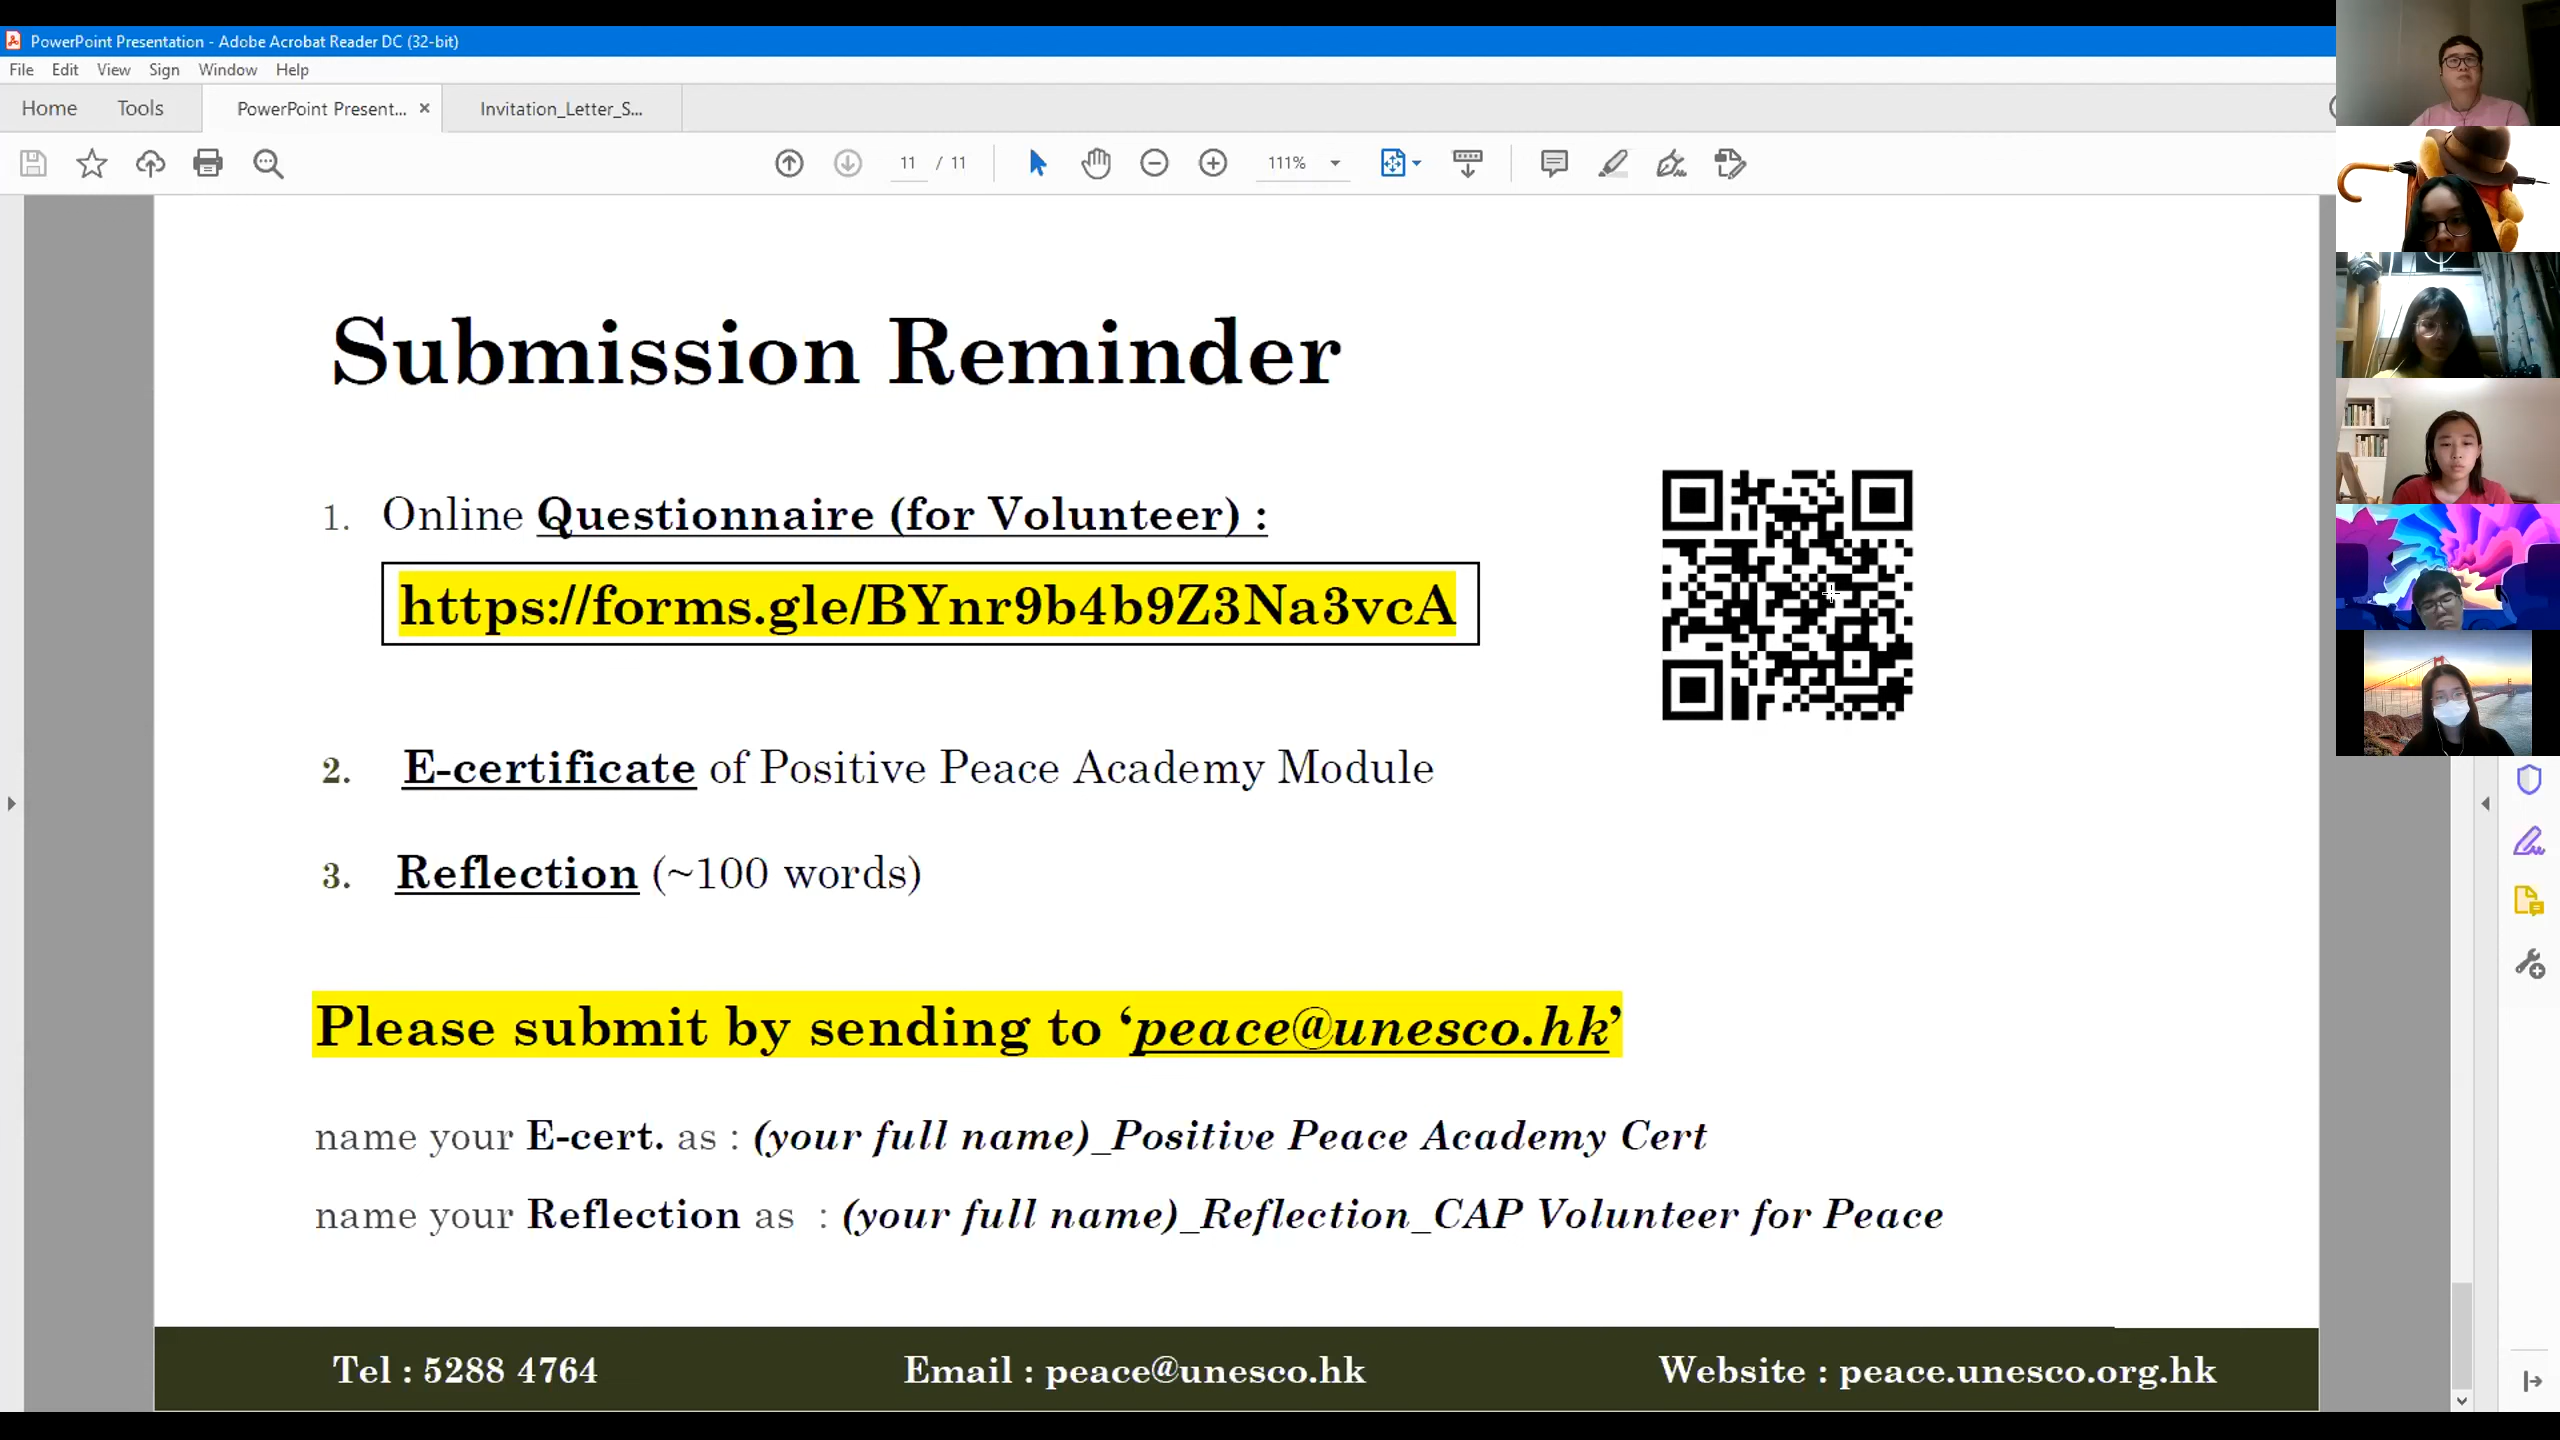 PowerPoint Presentation - Adobe Acrobat Reader DC (32-bit)
File Edit View Sign Window Help
Home Tools PowerPoint Present... × Invitation_Letter_S...
11 / 11 111%
Submission Reminder
1. Online Questionnaire (for Volunteer) :
https://forms.gle/BYnr9b4b9Z3Na3vcA
2. E-certificate of Positive Peace Academy Module
3. Reflection (~100 words)
Please submit by sending to ‘peace@unesco.hk’
name your E-cert. as : (your full name)_Positive Peace Academy Cert
name your Reflection as : (your full name)_Reflection_CAP Volunteer for Peace
Tel : 5288 4764 Email : peace@unesco.hk Website : peace.unesco.org.hk